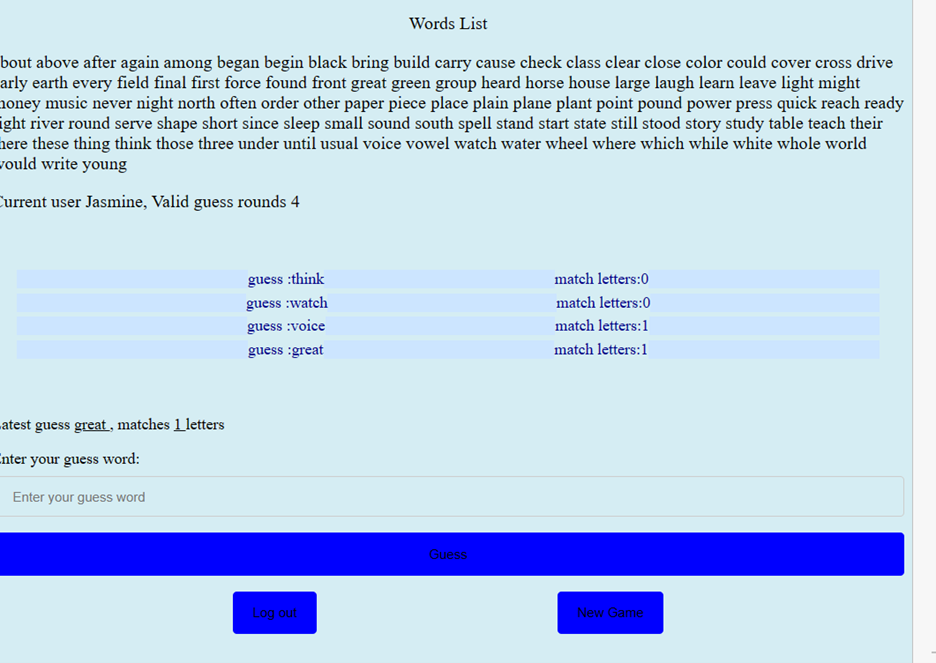 Words List
bout above after again among began begin black bring build carry cause check class clear close color could cover cross drive
arly earth every field final first force found front great green group heard horse house large laugh learn leave light might
money music never night north often order other paper piece place plain plane plant point pound power press quick reach ready
ight river round serve shape short since sleep small sound south spell stand start state still stood story study table teach their
here these thing think those three under until usual voice vowel watch water wheel where which while white whole world
would write young
Current user Jasmine, Valid guess rounds 4
guess :think match letters:0
guess :watch match letters:0
guess :voice match letters:1
guess :great match letters:1
Latest guess great , matches 1 letters
Enter your guess word:
Enter your guess word
Guess
Log out New Game